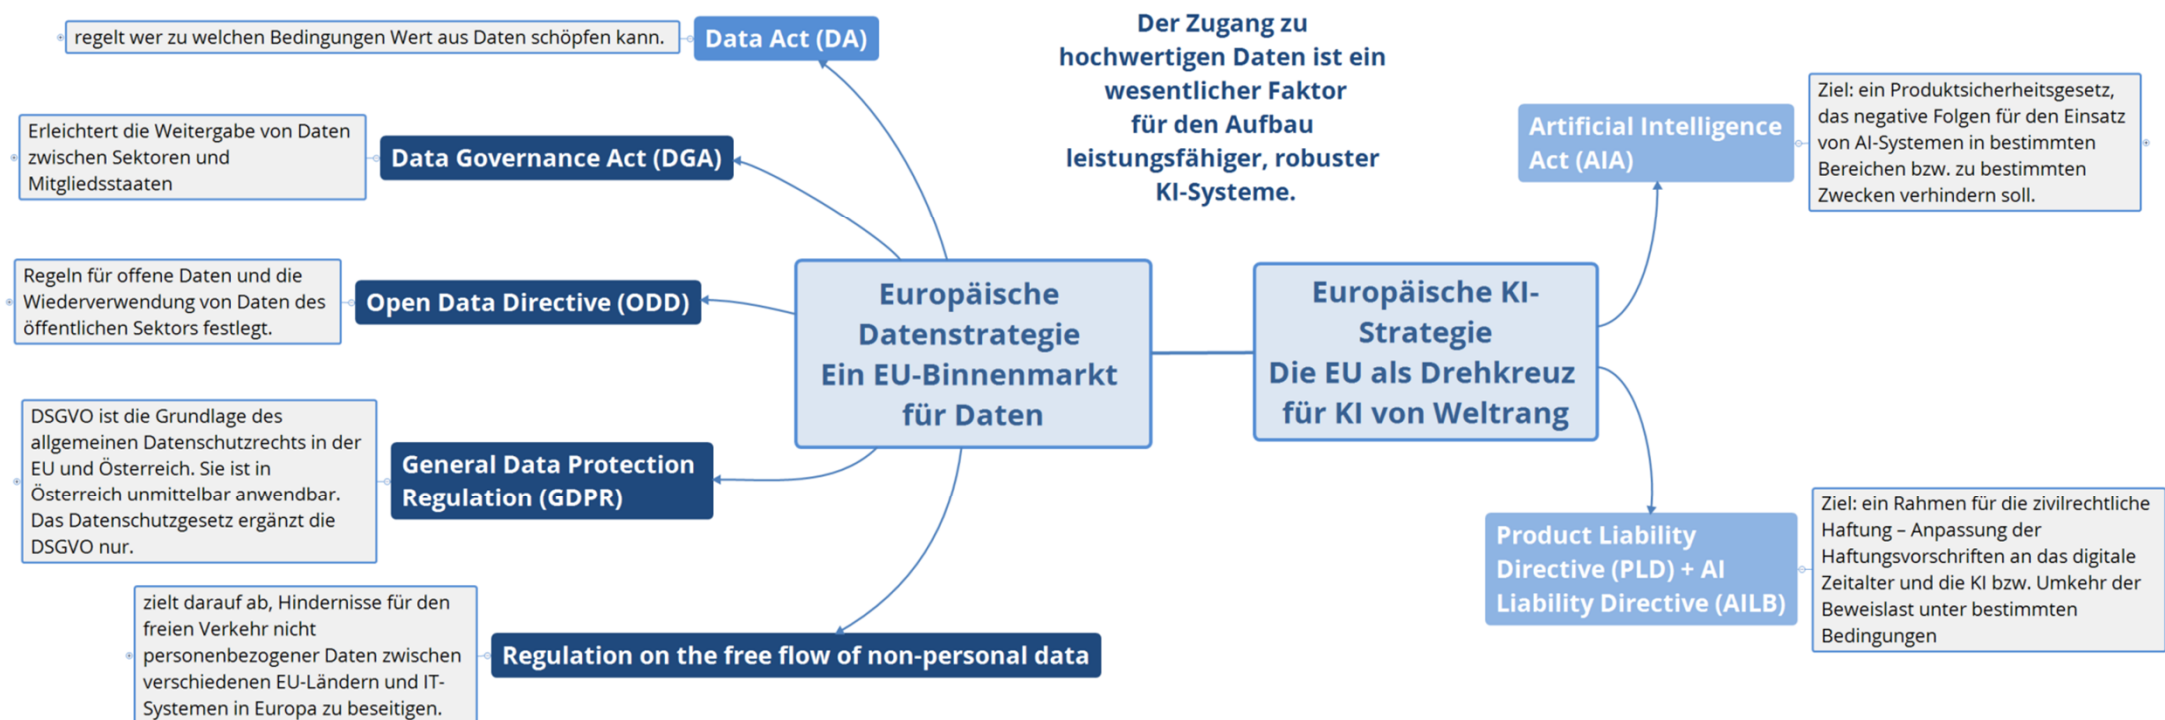 regelt wer zu welchen Bedingungen Wert aus Daten schöpfen kann.
Data Act (DA)
Erleichtert die Weitergabe von Daten
zwischen Sektoren und
Mitgliedsstaaten
Data Governance Act (DGA)
Regeln für offene Daten und die
Wiederverwendung von Daten des
öffentlichen Sektors festlegt.
Open Data Directive (ODD)
DSGVO ist die Grundlage des
allgemeinen Datenschutzrechts in der
EU und Österreich. Sie ist in
Österreich unmittelbar anwendbar.
Das Datenschutzgesetz ergänzt die
DSGVO nur.
General Data Protection
Regulation (GDPR)
zielt darauf ab, Hindernisse für den
freien Verkehr nicht
personenbezogener Daten zwischen
verschiedenen EU-Ländern und IT-
Systemen in Europa zu beseitigen.
Regulation on the free flow of non-personal data
Europäische
Datenstrategie
Ein EU-Binnenmarkt
für Daten
Der Zugang zu
hochwertigen Daten ist ein
wesentlicher Faktor
für den Aufbau
leistungsfähiger, robuster
KI-Systeme.
Europäische KI-
Strategie
Die EU als Drehkreuz
für KI von Weltrang
Artificial Intelligence
Act (AIA)
Ziel: ein Produktsicherheitsgesetz,
das negative Folgen für den Einsatz
von AI-Systemen in bestimmten
Bereichen bzw. zu bestimmten
Zwecken verhindern soll.
Product Liability
Directive (PLD) + AI
Liability Directive (AILB)
Ziel: ein Rahmen für die zivilrechtliche
Haftung – Anpassung der
Haftungsvorschriften an das digitale
Zeitalter und die KI bzw. Umkehr der
Beweislast unter bestimmten
Bedingungen